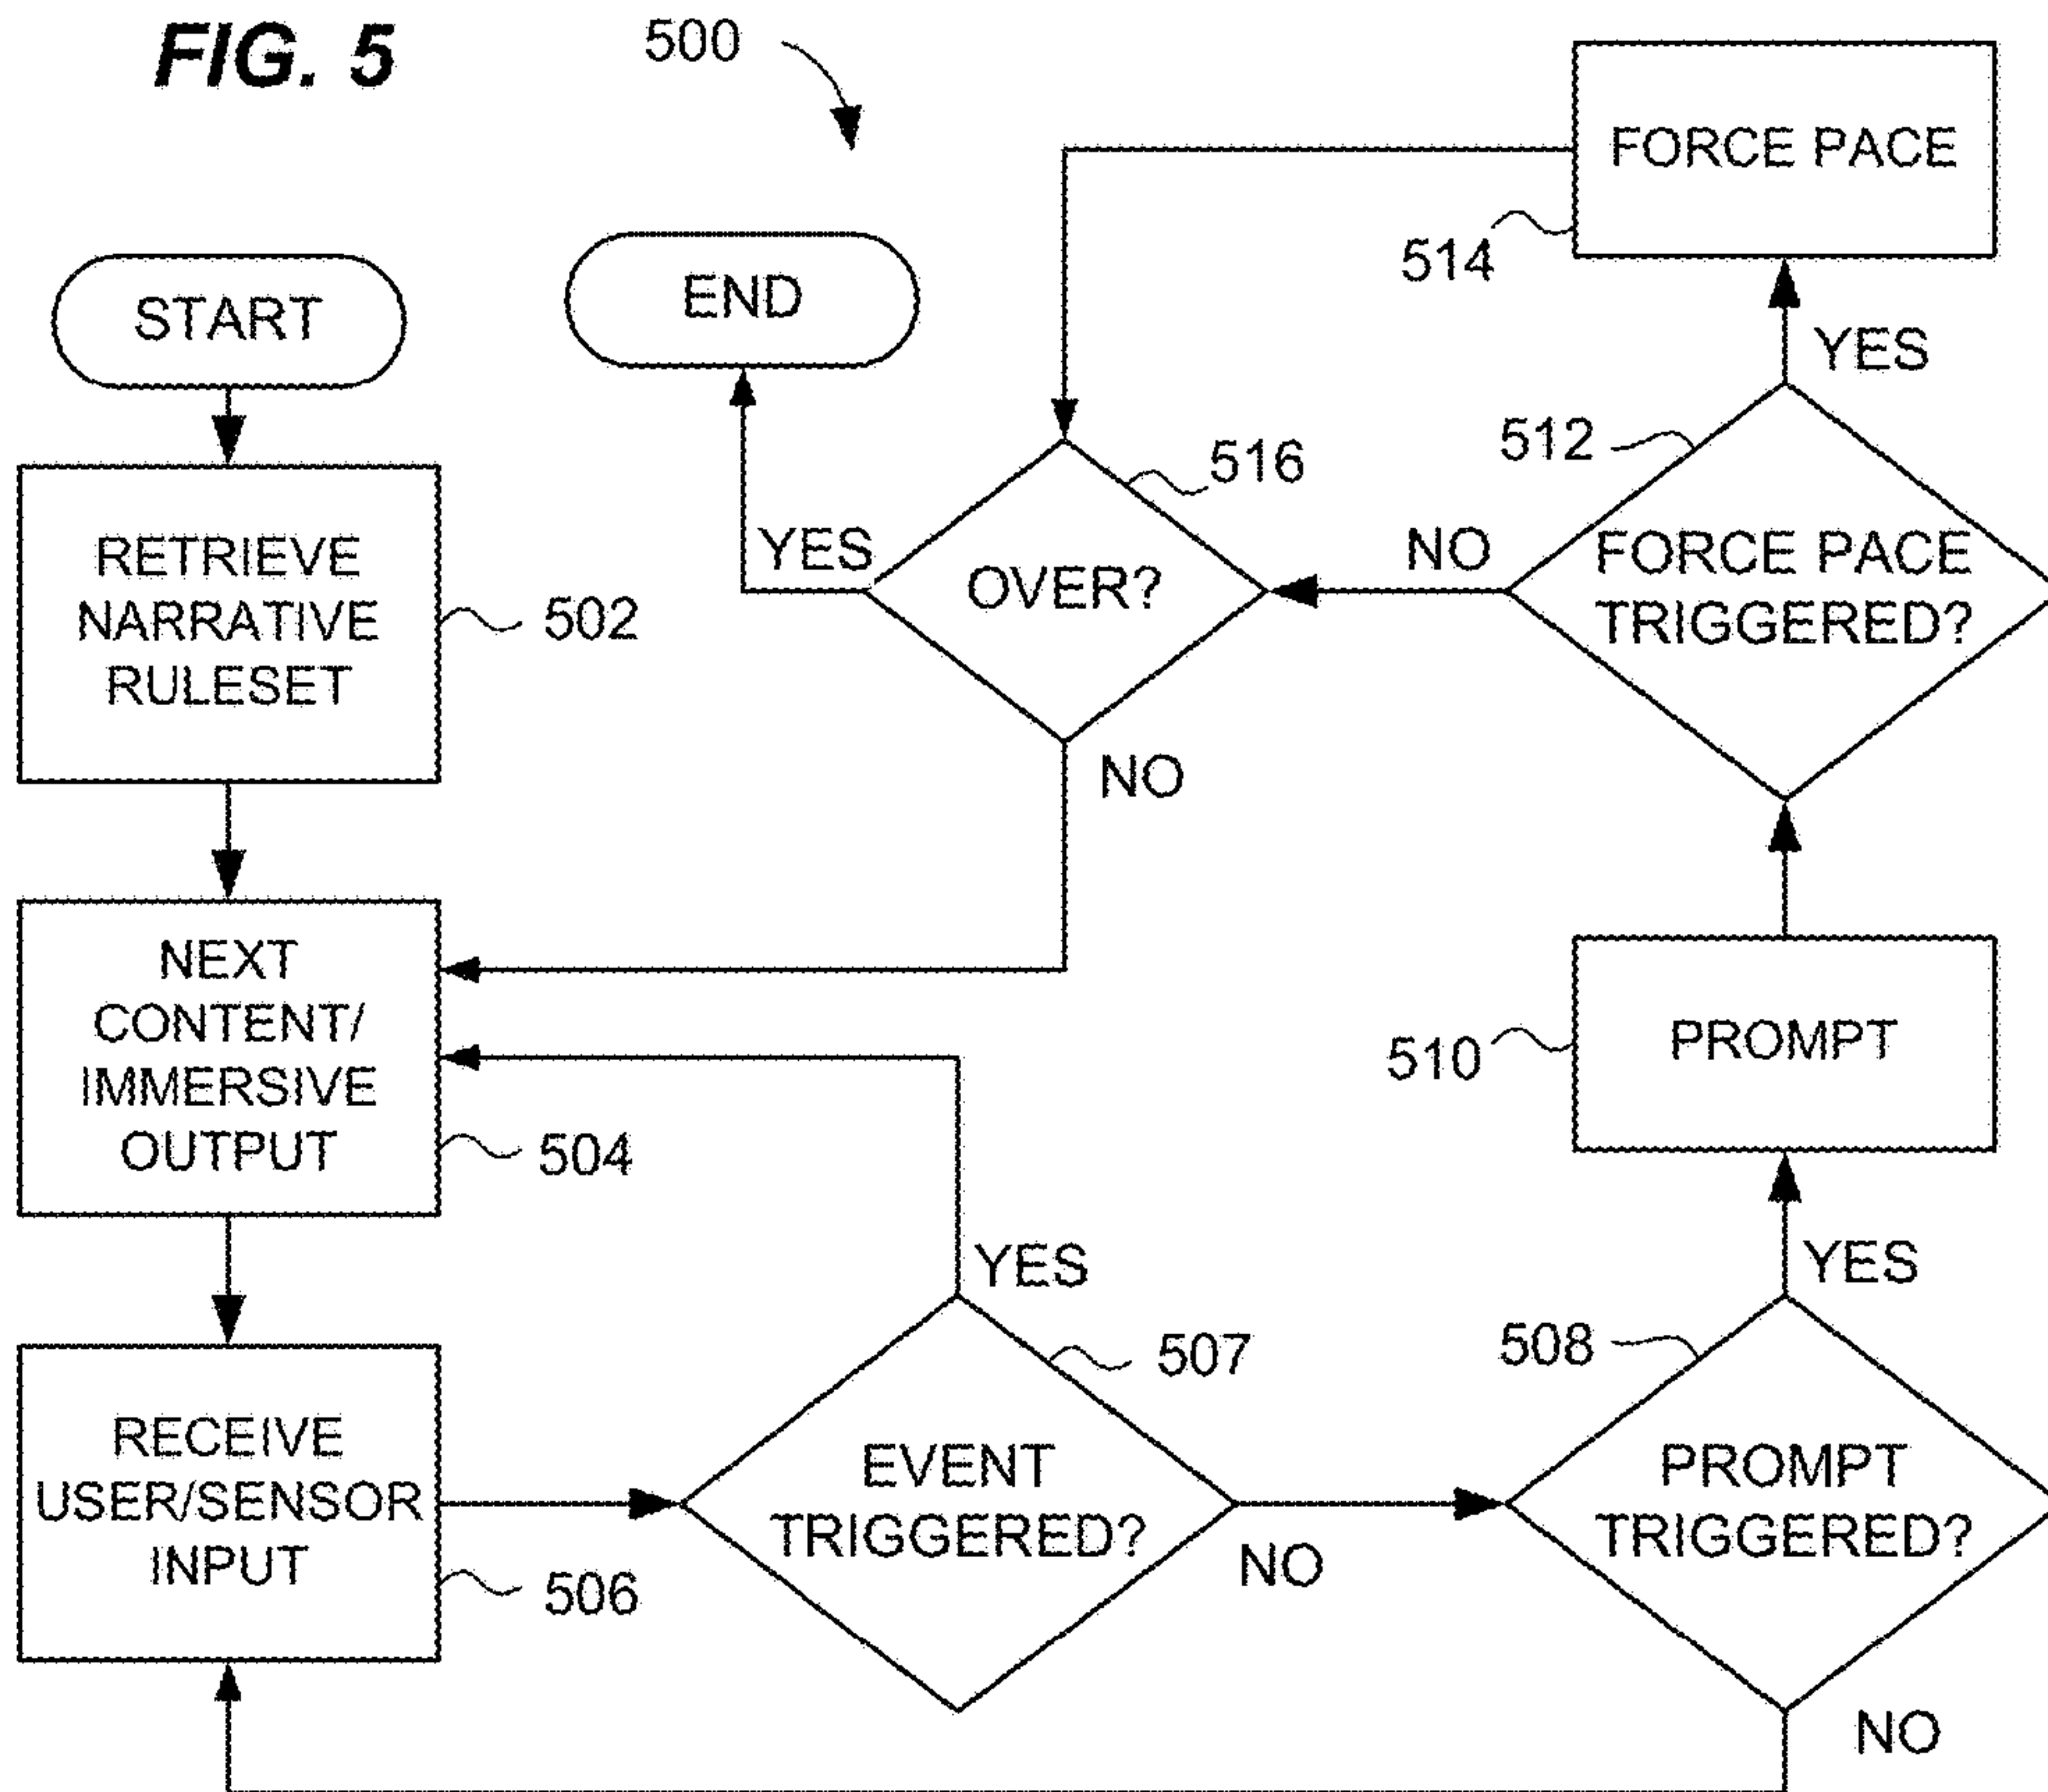 FIG. 5
500
START
RETRIEVE
NARRATIVE
RULESET
502
NEXT
CONTENT/
IMMERSIVE
OUTPUT
504
RECEIVE
USER/SENSOR
INPUT
506
EVENT
TRIGGERED?
507
YES
NO
PROMPT
TRIGGERED?
508
YES
NO
PROMPT
510
FORCE PACE
TRIGGERED?
512
YES
NO
FORCE PACE
514
OVER?
516
YES
NO
END